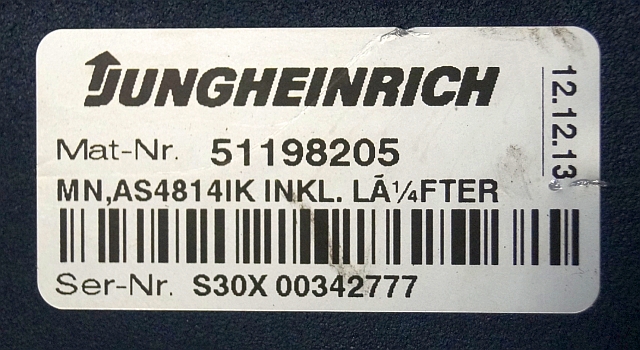 JUNGHEINRICH
Mat-Nr. 51198205
MN,AS4814IK INKL. LÃ¼FTER
Ser-Nr. S30X 00342777
12.12.13